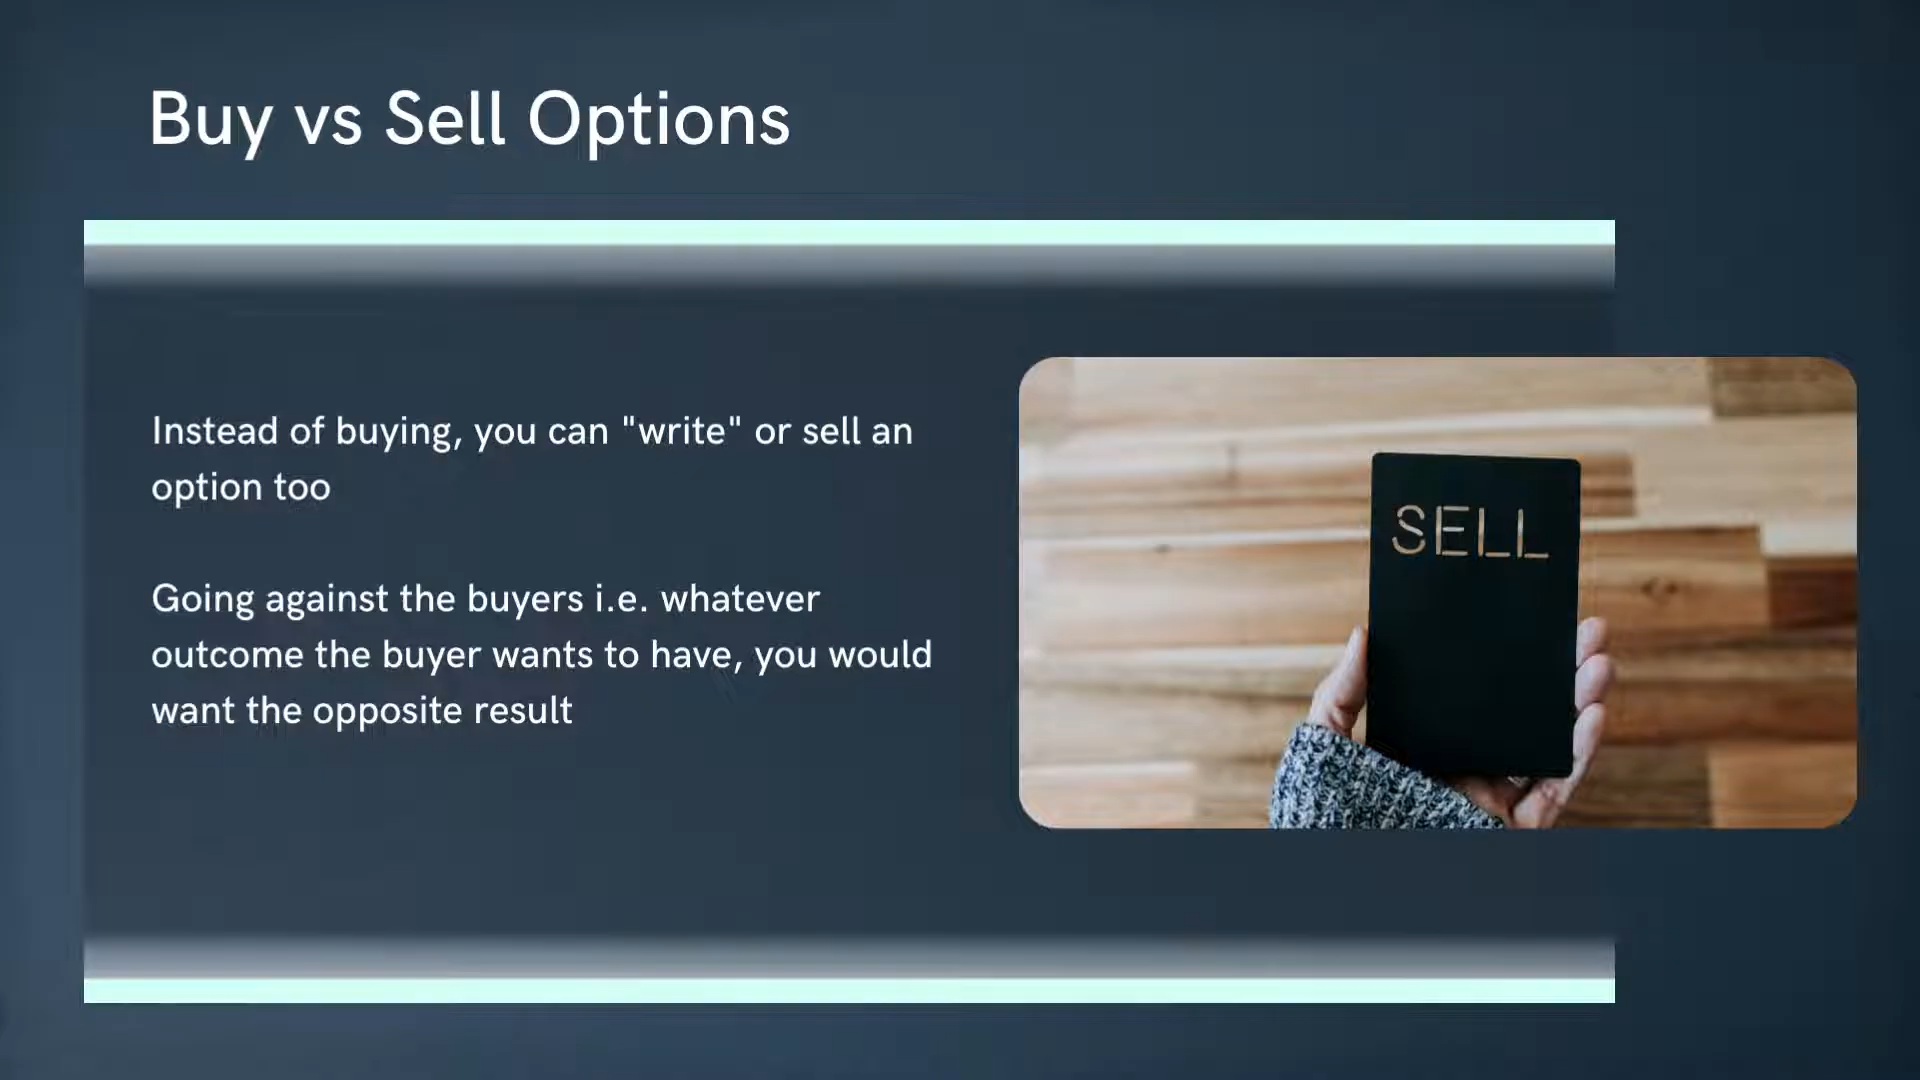 Buy vs Sell Options
Instead of buying, you can "write" or sell an
option too
Going against the buyers i.e. whatever
outcome the buyer wants to have, you would
want the opposite result
SELL